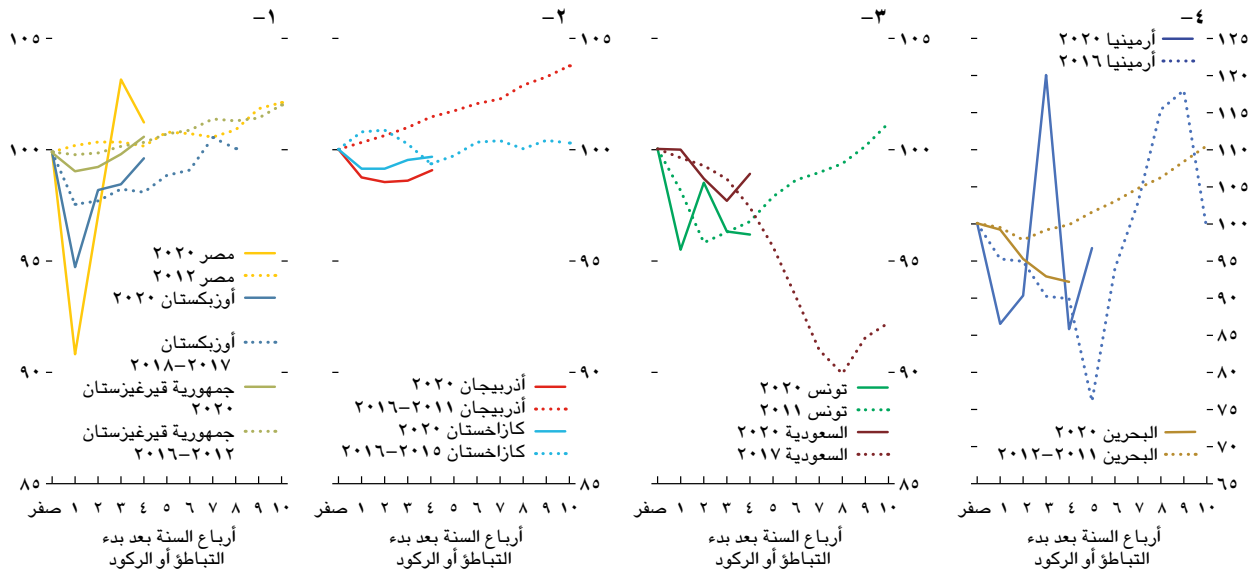 ١–
١٠٥
١٠٠
٩٥
٩٠
٨٥
مصر ٢٠٢٠
مصر ٢٠١٢
أوزبكستان ٢٠٢٠
أوزبكستان
٢٠١٧–٢٠١٨
جمهورية قيرغيزستان
٢٠٢٠
جمهورية قيرغيزستان
٢٠١٢–٢٠١٦
صفر ١ ٢ ٣ ٤ ٥ ٦ ٧ ٨ ٩ ١٠
أرباع السنة بعد بدء
التباطؤ أو الركود
٢–
١٠٥
١٠٠
٩٥
٩٠
٨٥
أذربيجان ٢٠٢٠
أذربيجان ٢٠١١–٢٠١٦
كازاخستان ٢٠٢٠
كازاخستان ٢٠١٥–٢٠١٦
صفر ١ ٢ ٣ ٤ ٥ ٦ ٧ ٨ ٩ ١٠
أرباع السنة بعد بدء
التباطؤ أو الركود
٣–
١٠٥
١٠٠
٩٥
٩٠
٨٥
تونس ٢٠٢٠
تونس ٢٠١١
السعودية ٢٠٢٠
السعودية ٢٠١٧
صفر ١ ٢ ٣ ٤ ٥ ٦ ٧ ٨ ٩ ١٠
أرباع السنة بعد بدء
التباطؤ أو الركود
٤–
أرمينيا ٢٠٢٠
أرمينيا ٢٠١٦
١٢٥
١٢٠
١١٥
١١٠
١٠٥
١٠٠
٩٥
٩٠
٨٥
٨٠
٧٥
٧٠
٦٥
البحرين ٢٠٢٠
البحرين ٢٠١١–٢٠١٢
صفر ١ ٢ ٣ ٤ ٥ ٦ ٧ ٨ ٩ ١٠
أرباع السنة بعد بدء
التباطؤ أو الركود